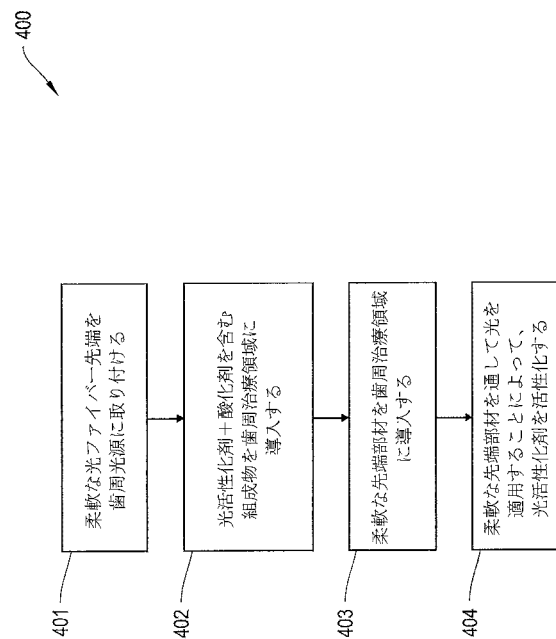 400
401
柔軟な光ファイバー先端を
歯周光源に取り付ける
402
光活性化剤+酸化剤を含む
組成物を歯周治療領域に
導入する
403
柔軟な先端部材を歯周治療領域
に導入する
404
柔軟な先端部材を通して光を
適用することによって、
光活性化剤を活性化する